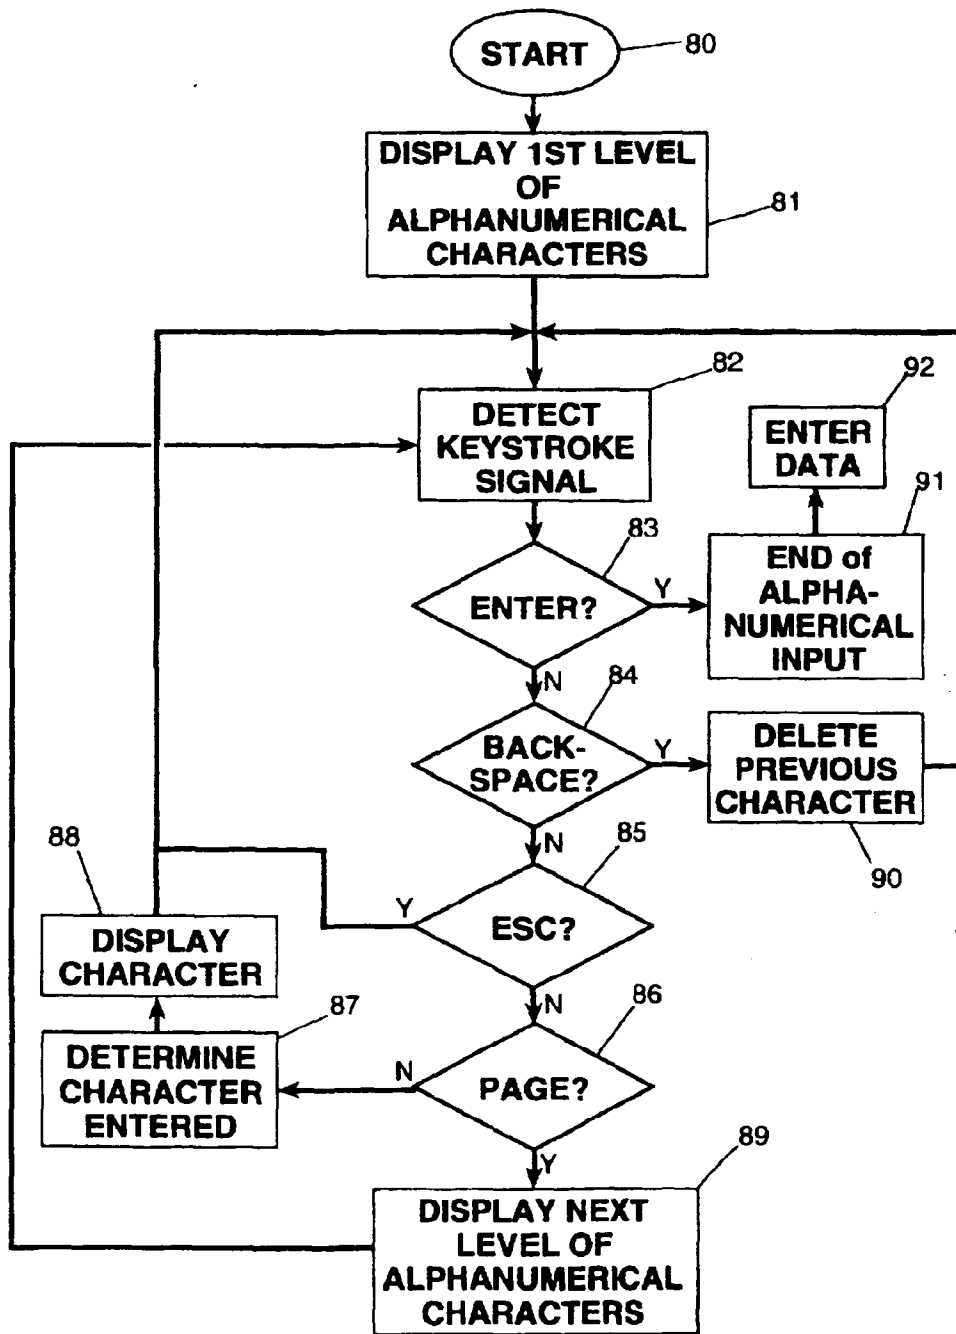 START
80
DISPLAY 1ST LEVEL
OF
ALPHANUMERICAL
CHARACTERS
81
DETECT
KEYSTROKE
SIGNAL
82
ENTER?
83
Y
N
END of
ALPHA-
NUMERICAL
INPUT
91
ENTER
DATA
92
BACK-
SPACE?
84
Y
N
DELETE
PREVIOUS
CHARACTER
90
ESC?
85
Y
N
PAGE?
86
N
Y
DETERMINE
CHARACTER
ENTERED
87
DISPLAY
CHARACTER
88
DISPLAY NEXT
LEVEL OF
ALPHANUMERICAL
CHARACTERS
89